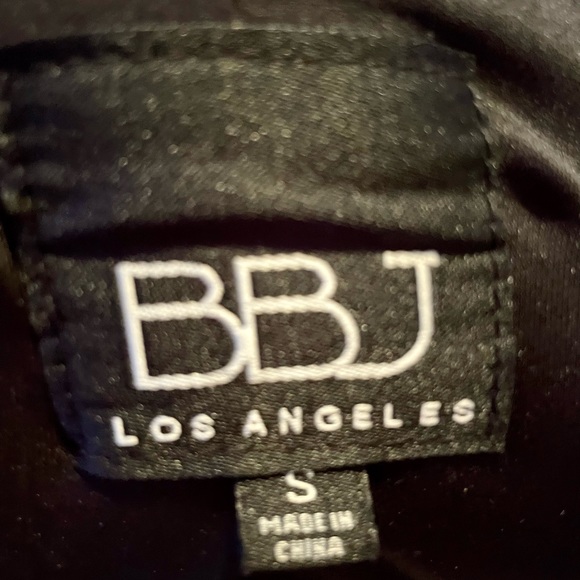 BBJ
LOS ANGELES
S
MADE IN
CHINA